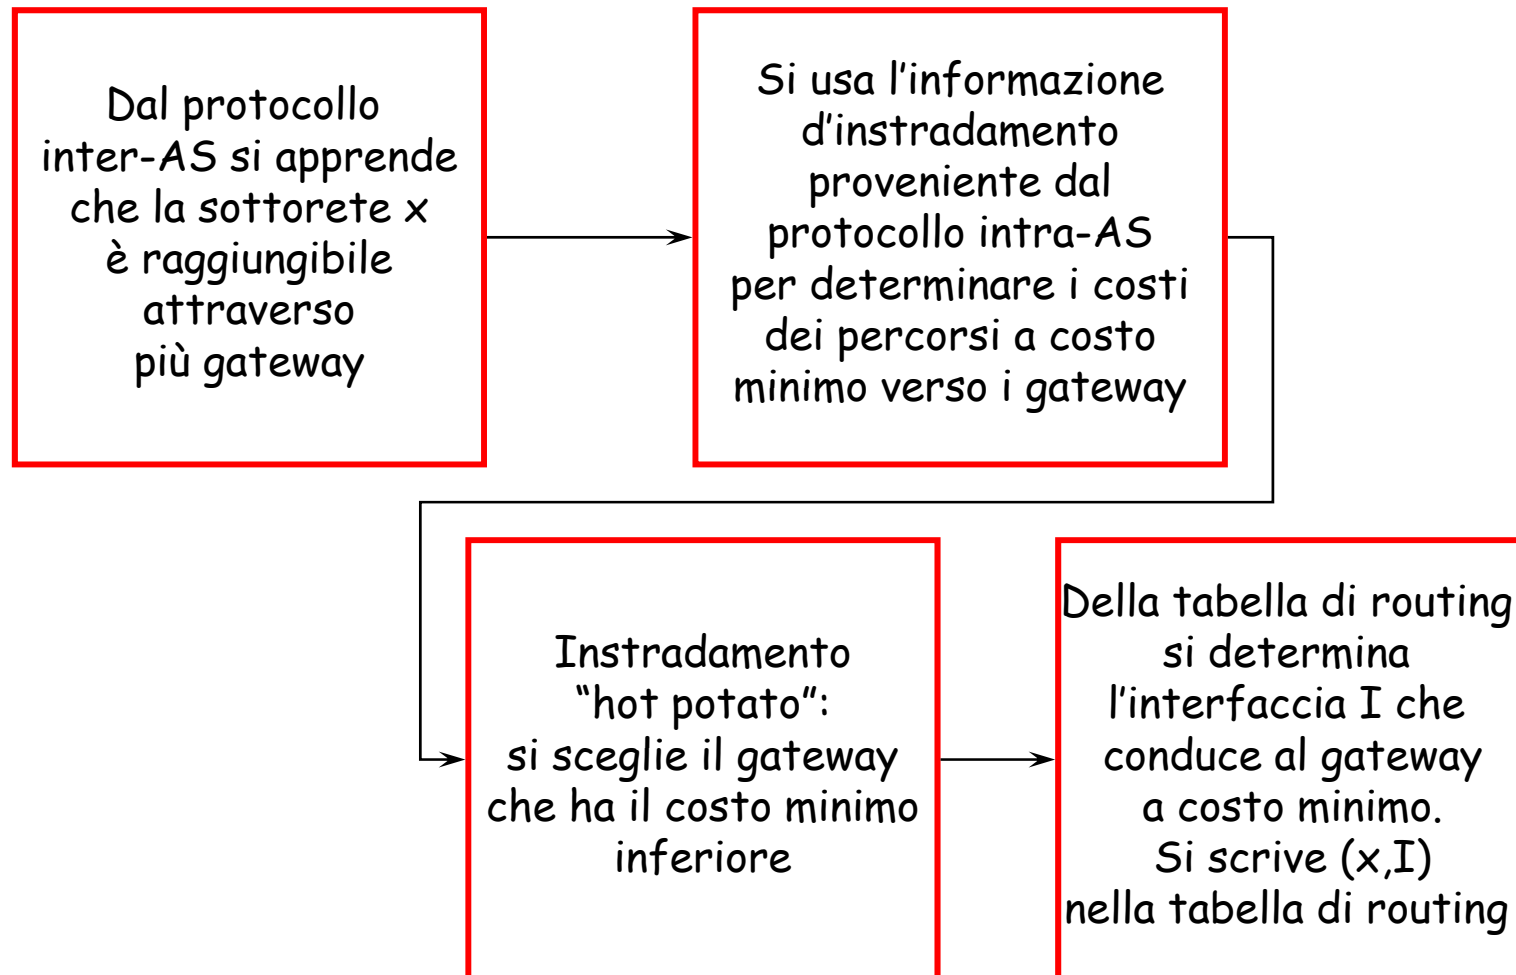 Dal protocollo
inter-AS si apprende
che la sottorete x
è raggiungibile
attraverso
più gateway
Si usa l’informazione
d’instradamento
proveniente dal
protocollo intra-AS
per determinare i costi
dei percorsi a costo
minimo verso i gateway
Instradamento
“hot potato”:
si sceglie il gateway
che ha il costo minimo
inferiore
Della tabella di routing
si determina
l’interfaccia I che
conduce al gateway
a costo minimo.
Si scrive (x,I)
nella tabella di routing